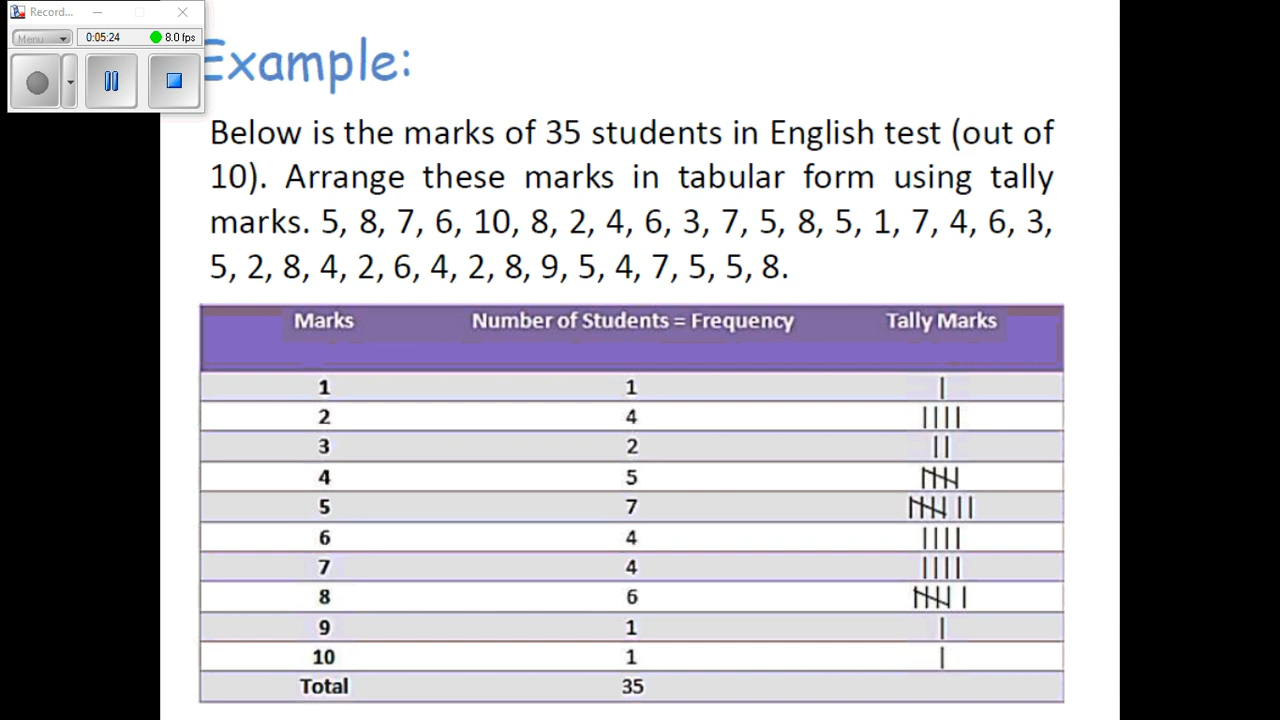 Record...
Menu 0:05:24 8.0 fps
Example:
Below is the marks of 35 students in English test (out of
10). Arrange these marks in tabular form using tally
marks. 5, 8, 7, 6, 10, 8, 2, 4, 6, 3, 7, 5, 8, 5, 1, 7, 4, 6, 3,
5, 2, 8, 4, 2, 6, 4, 2, 8, 9, 5, 4, 7, 5, 5, 8.
Marks Number of Students = Frequency Tally Marks
1 1 |
2 4 ||||
3 2 ||
4 5 ||||
5 7 |||| ||
6 4 ||||
7 4 ||||
8 6 |||| |
9 1 |
10 1 |
Total 35